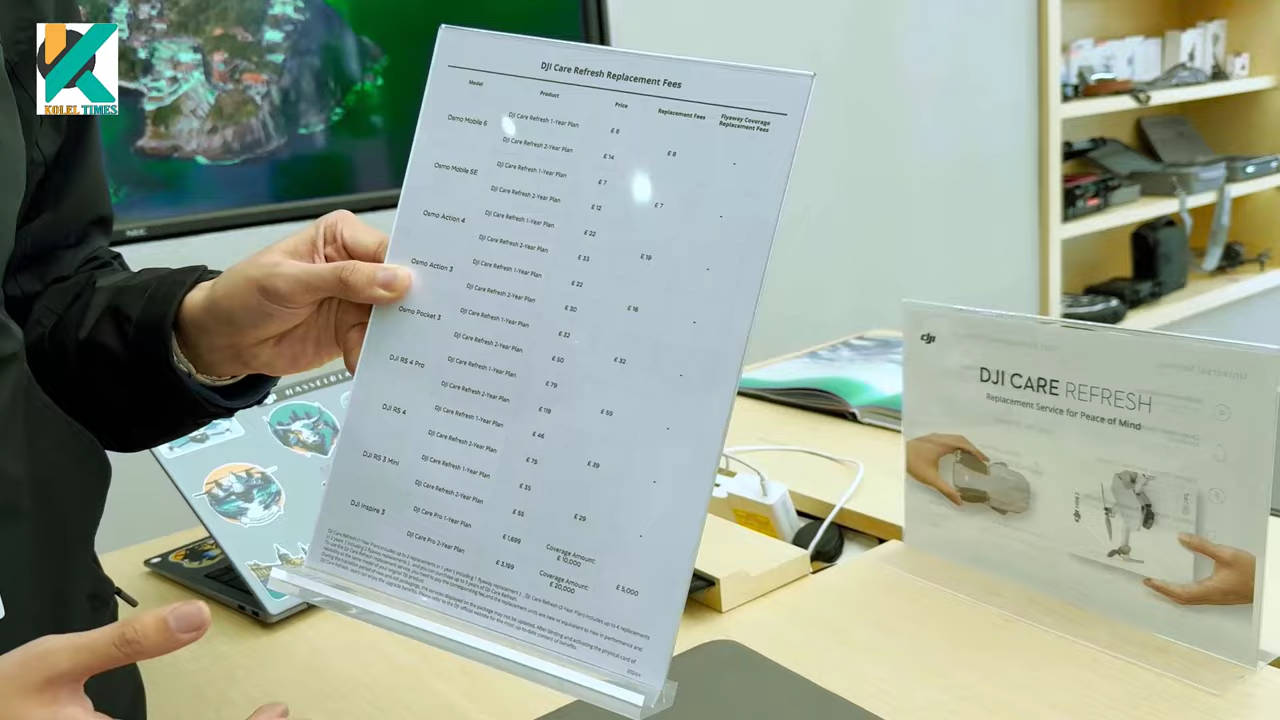 KOLEL TIMES
NEC
HASSELBLA
DJI Care Refresh Replacement Fees
Model Product Price Replacement Fees Flyaway Coverage Replacement Fees
Osmo Mobile 6 DJI Care Refresh 1-Year Plan £ 8 £ 8 -
DJI Care Refresh 2-Year Plan £ 14
Osmo Mobile SE DJI Care Refresh 1-Year Plan £ 7 £ 7 -
DJI Care Refresh 2-Year Plan £ 12
Osmo Action 4 DJI Care Refresh 1-Year Plan £ 22 £ 19 -
DJI Care Refresh 2-Year Plan £ 33
Osmo Action 3 DJI Care Refresh 1-Year Plan £ 22 £ 16 -
DJI Care Refresh 2-Year Plan £ 30
Osmo Pocket 3 DJI Care Refresh 1-Year Plan £ 32 £ 32 -
DJI Care Refresh 2-Year Plan £ 50
DJI RS 4 Pro DJI Care Refresh 1-Year Plan £ 79 £ 59 -
DJI Care Refresh 2-Year Plan £ 119
DJI RS 4 DJI Care Refresh 1-Year Plan £ 46 £ 39 -
DJI Care Refresh 2-Year Plan £ 75
DJI RS 3 Mini DJI Care Refresh 1-Year Plan £ 35 £ 29 -
DJI Care Refresh 2-Year Plan £ 55
DJI Inspire 3 DJI Care Pro 1-Year Plan £ 1,699 Coverage Amount: £ 10,000 £ 5,000
DJI Care Pro 2-Year Plan £ 3,199 Coverage Amount: £ 20,000
dji
DJI CARE REFRESH
Replacement Service for Peace of Mind